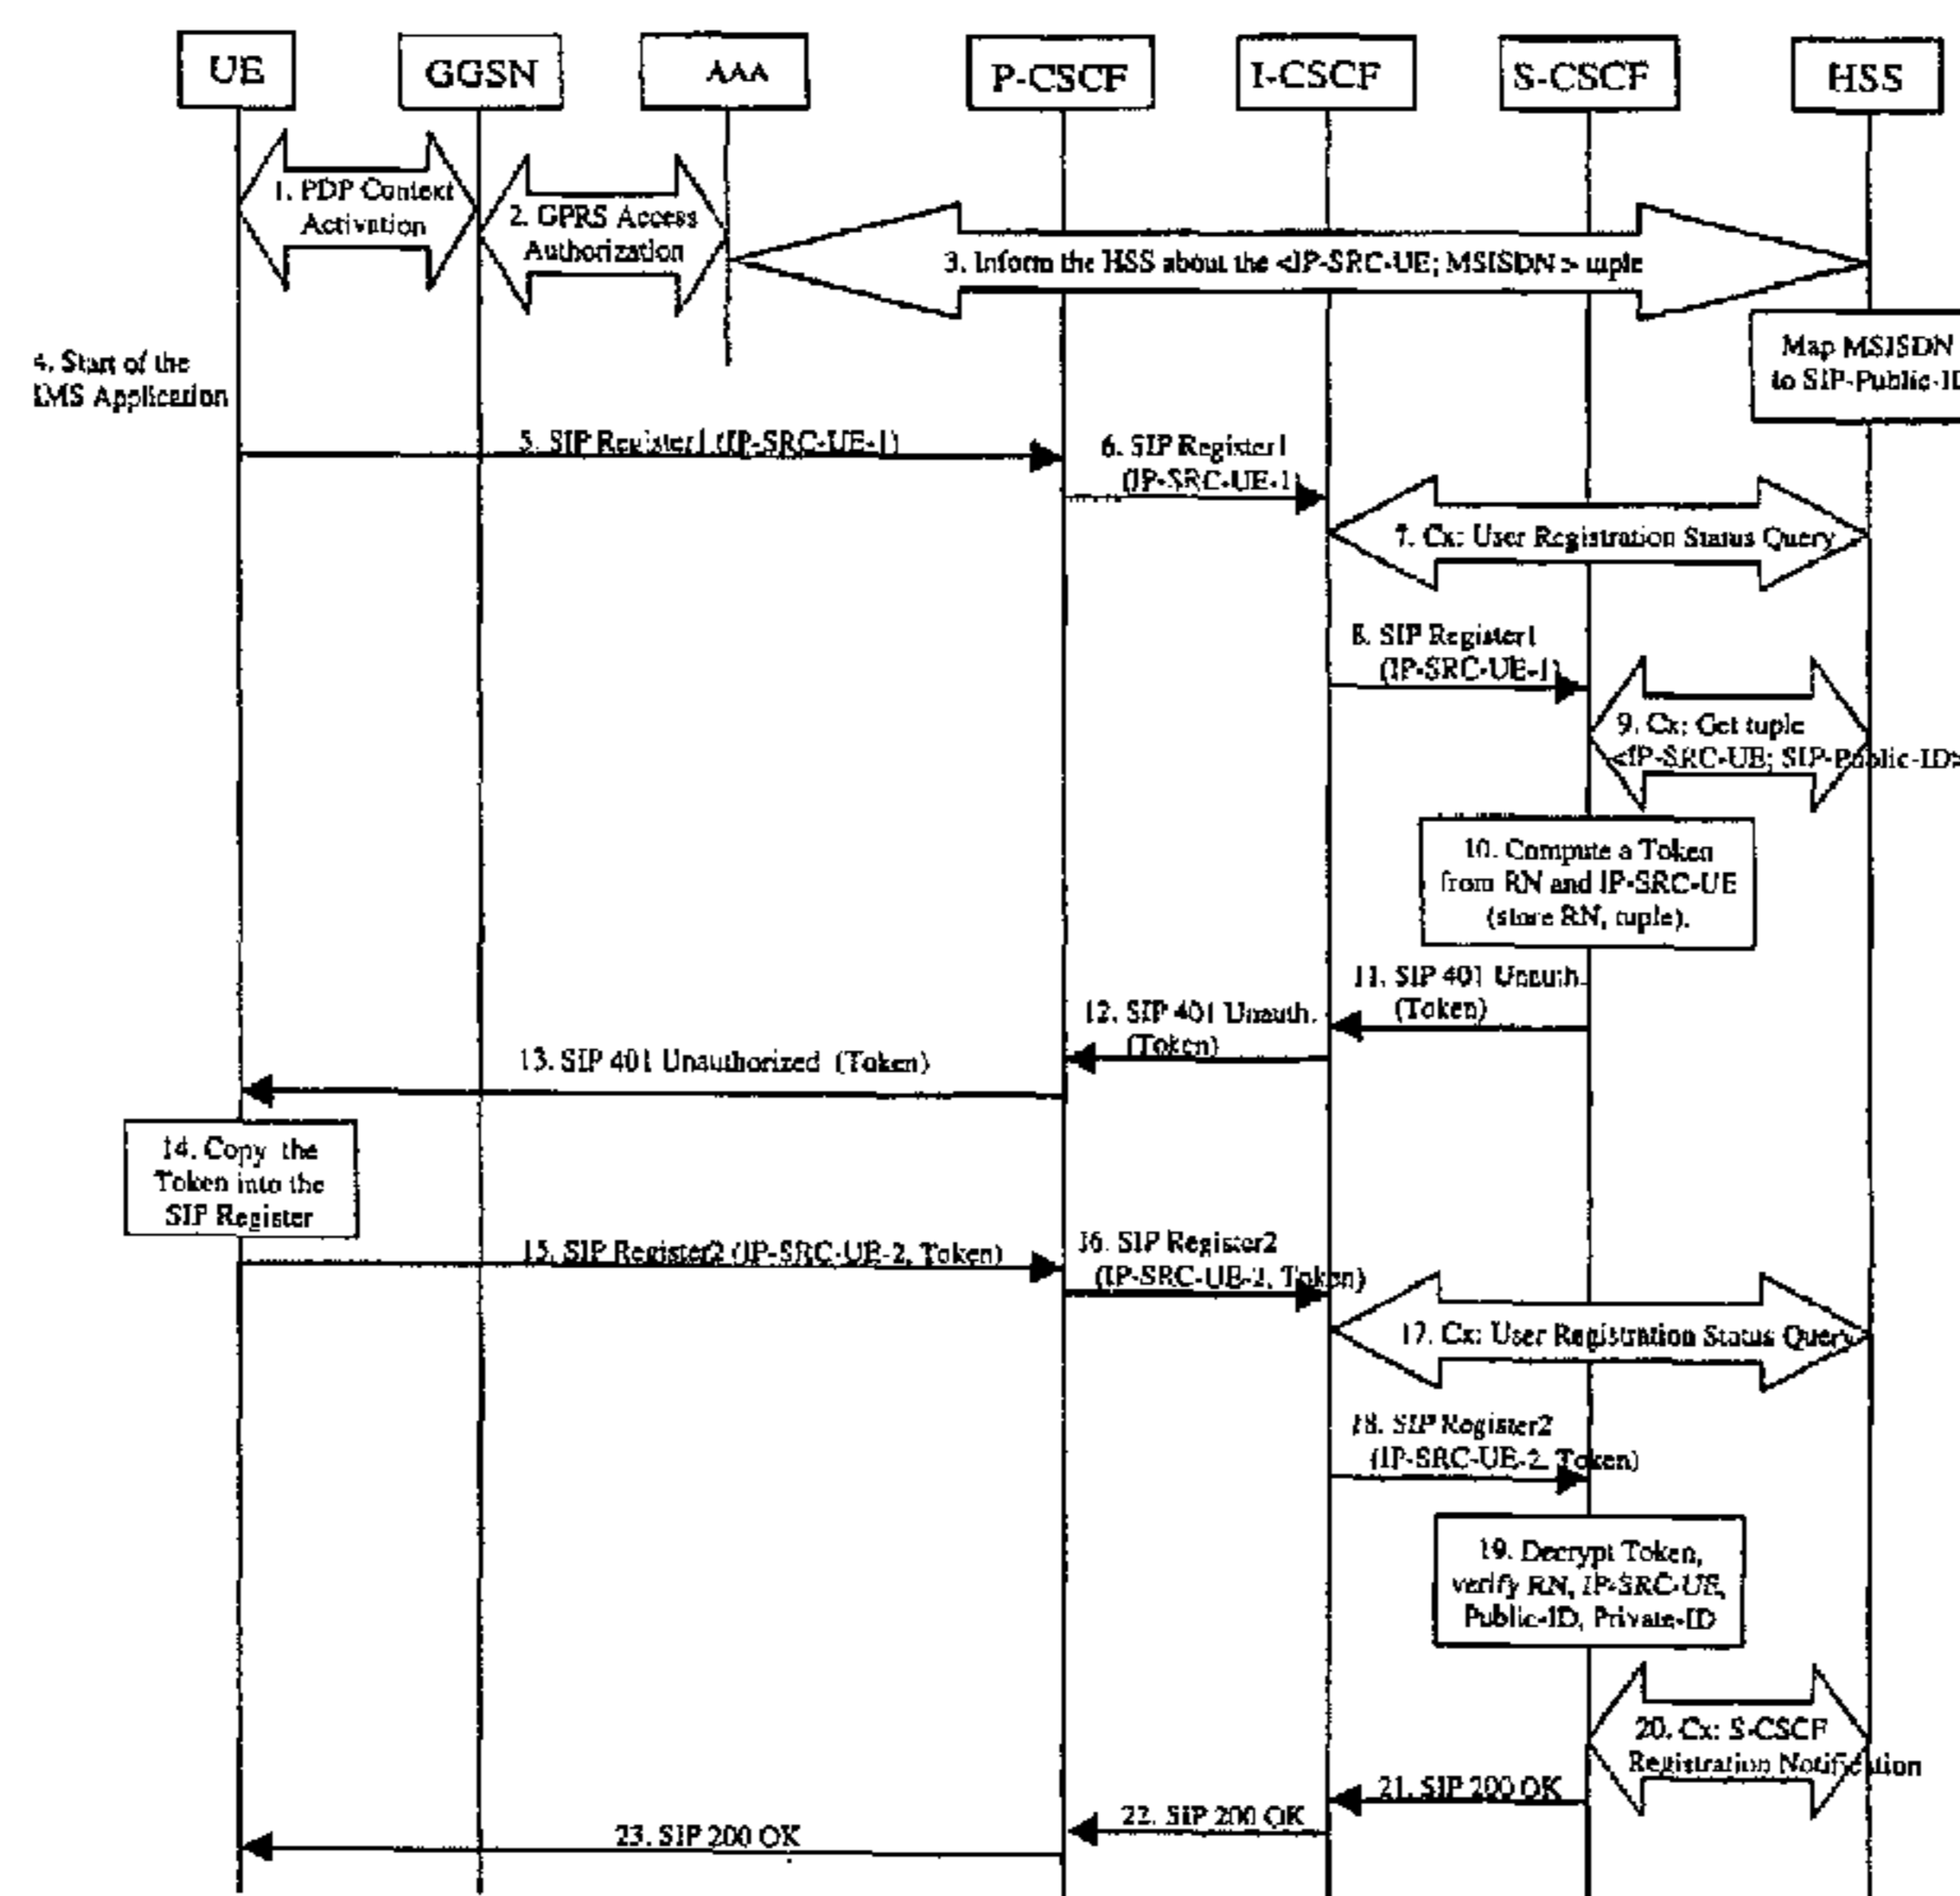 UE
GGSN
AAA
P-CSCF
I-CSCF
S-CSCF
HSS
1. PDP Context
Activation
2. GPRS Access
Authorization
3. Inform the HSS about the <IP-SRC-UE; MSISDN> tuple
Map MSISDN
to SIP-Public-ID
4. Start of the
IMS Application
5. SIP Register1 (IP-SRC-UE-1)
6. SIP Register1
(IP-SRC-UE-1)
7. Cx: User Registration Status Query
8. SIP Register1
(IP-SRC-UE-1)
9. Cx: Get tuple
<IP-SRC-UE; SIP-Public-ID>
10. Compute a Token
from RN and IP-SRC-UE
(store RN, tuple).
11. SIP 401 Unauth.
(Token)
12. SIP 401 Unauth.
(Token)
13. SIP 401 Unauthorized (Token)
14. Copy the
Token into the
SIP Register
15. SIP Register2 (IP-SRC-UE-2, Token)
16. SIP Register2
(IP-SRC-UE-2, Token)
17. Cx: User Registration Status Query
18. SIP Register2
(IP-SRC-UE-2, Token)
19. Decrypt Token,
verify RN, IP-SRC-UE,
Public-ID, Private-ID
20. Cx: S-CSCF
Registration Notification
21. SIP 200 OK
22. SIP 200 OK
23. SIP 200 OK